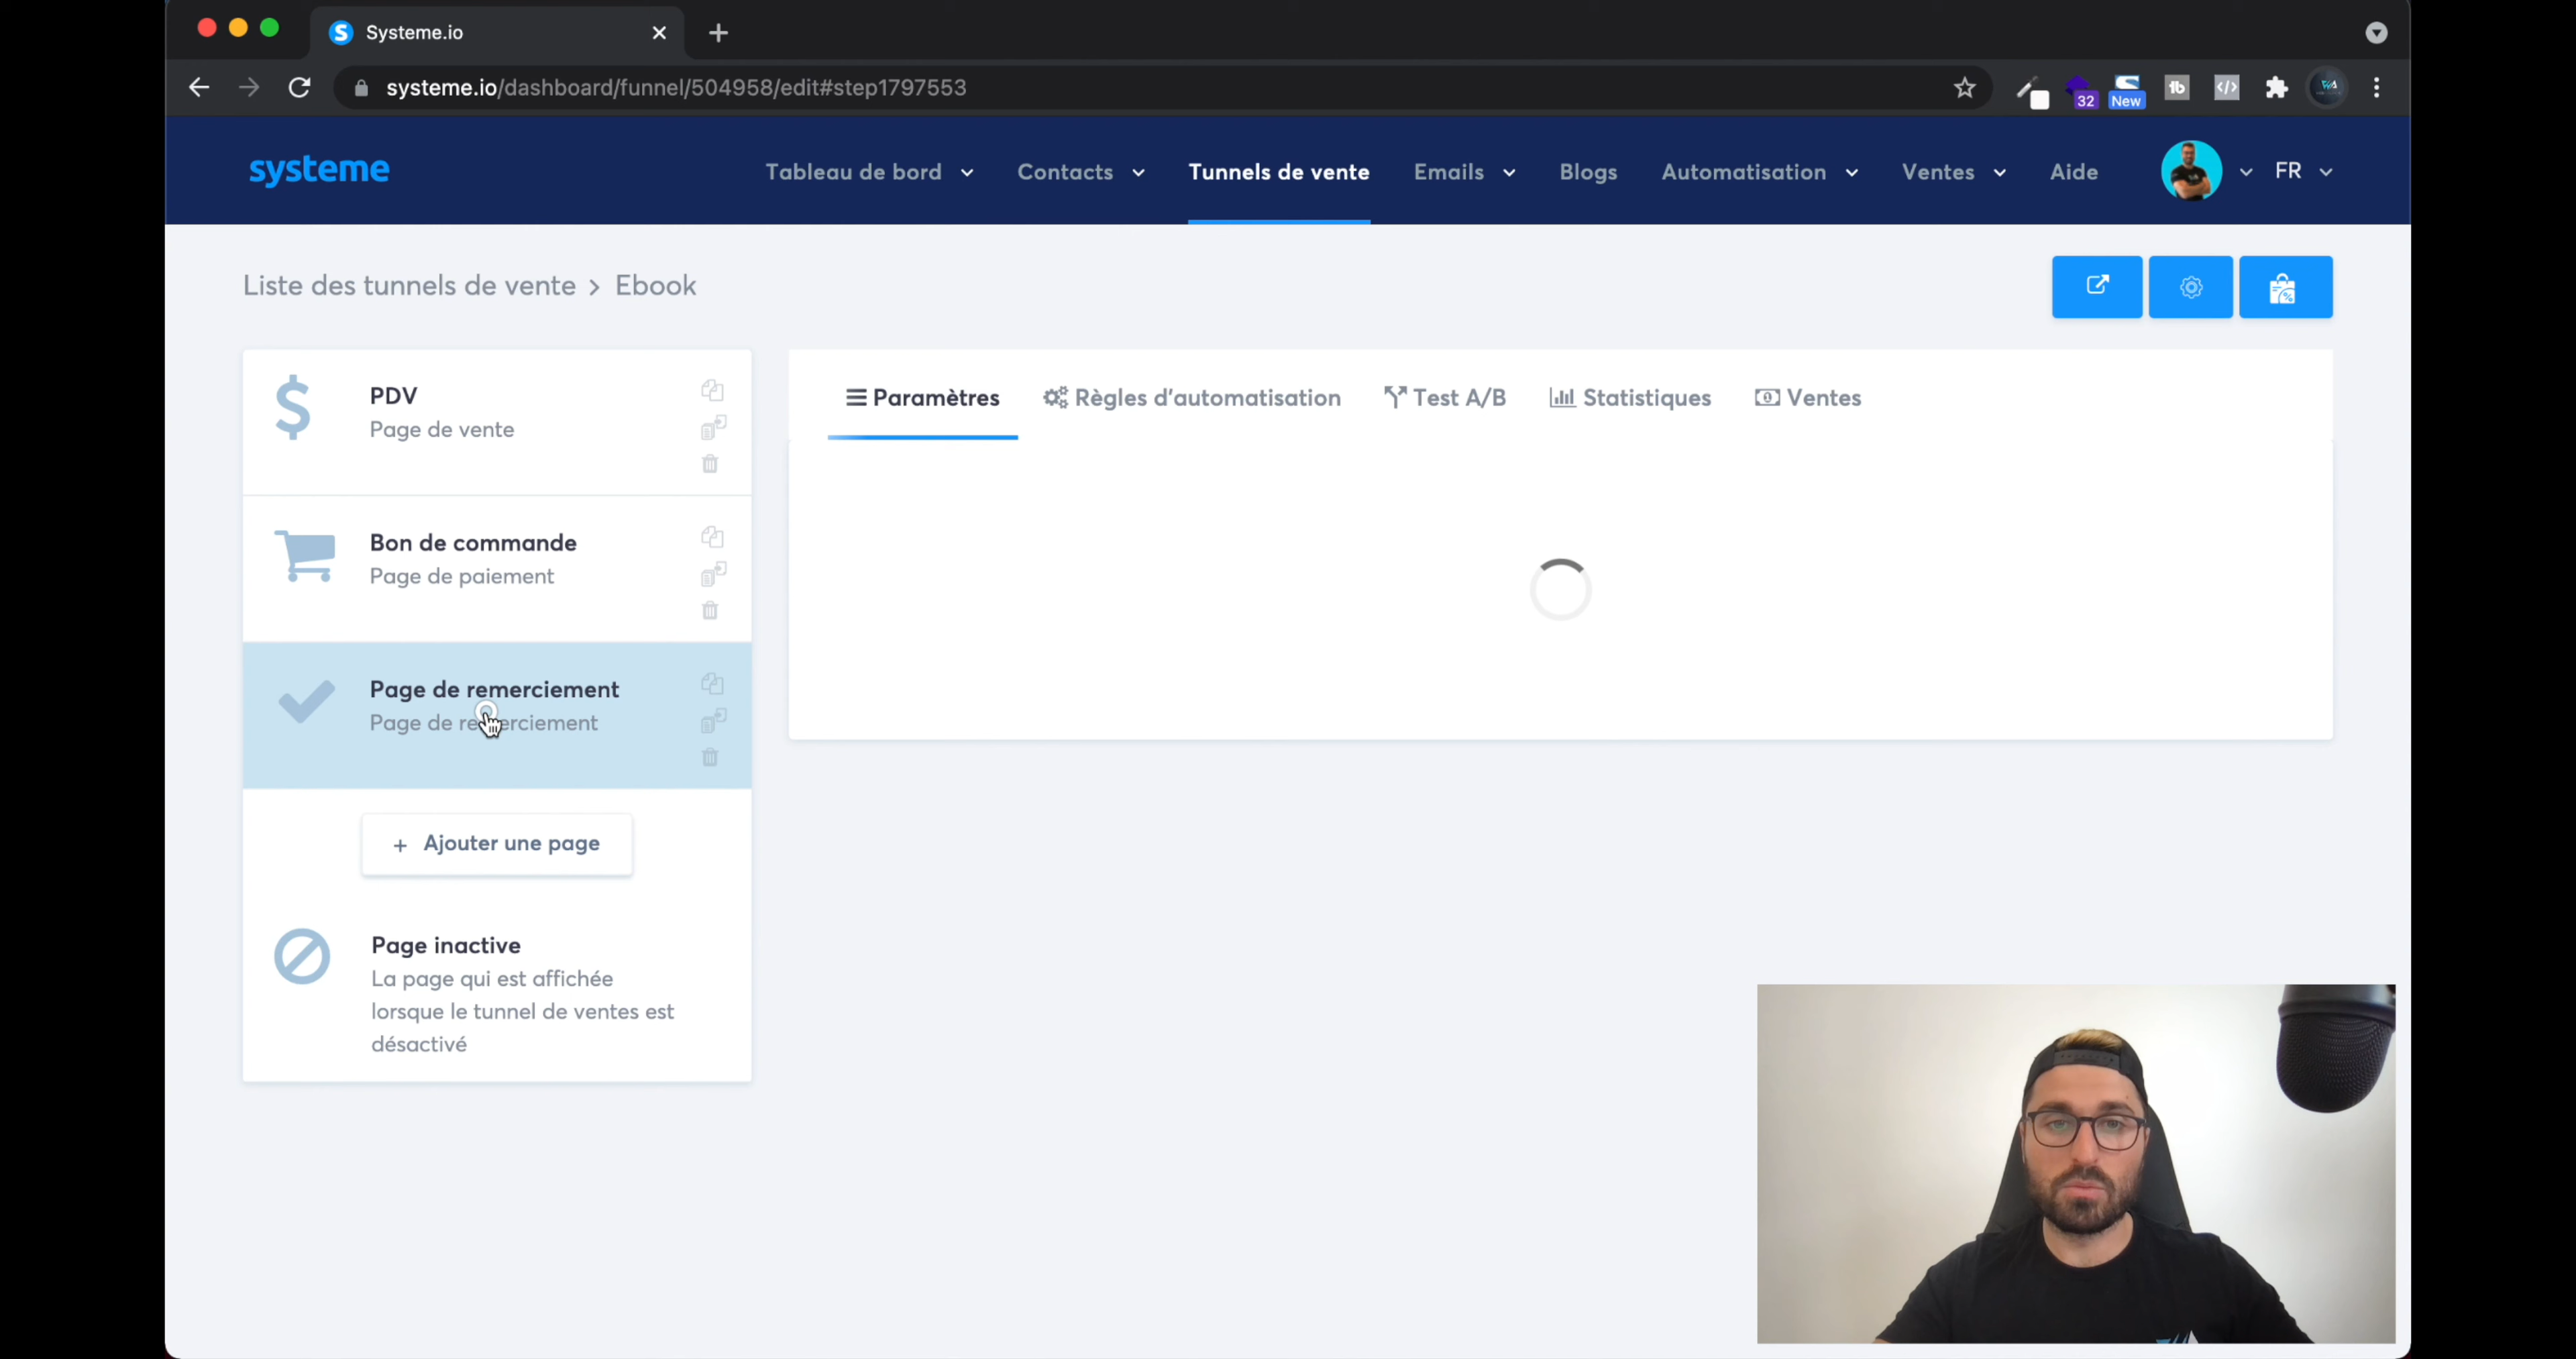 Systeme.io
systeme.io/dashboard/funnel/504958/edit#step1797553
32
New
systeme
Tableau de bord
Contacts
Tunnels de vente
Emails
Blogs
Automatisation
Ventes
Aide
FR
Liste des tunnels de vente > Ebook
PDV
Page de vente
Bon de commande
Page de paiement
Page de remerciement
Page de remerciement
+ Ajouter une page
Page inactive
La page qui est affichée
lorsque le tunnel de ventes est
désactivé
Paramètres
Règles d'automatisation
Test A/B
Statistiques
Ventes